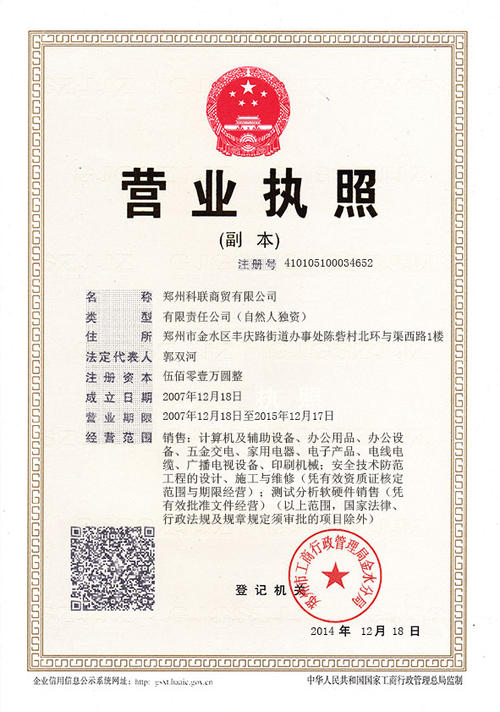 营业执照
(副 本)
注册号 410105100034652
名 称 郑州科联商贸有限公司
类 型 有限责任公司（自然人独资）
住 所 郑州市金水区丰庆路街道办事处陈砦村北环与渠西路1楼
法定代表人 郭双河
注册资本 伍佰零壹万圆整
成立日期 2007年12月18日
营业期限 2007年12月18日至2015年12月17日
经营范围 销售：计算机及辅助设备、办公用品、办公设
备、五金交电、家用电器、电子产品、电线电
缆、广播电视设备、印刷机械；安全技术防范
工程的设计、施工与维修（凭有效资质证核定
范围与期限经营）；测试分析软硬件销售（凭
有效批准文件经营）（以上范围，国家法律、
行政法规及规章规定须审批的项目除外）
郑州市工商行政管理局金水分局
登记机关
2014 年 12 月 18 日
企业信用信息公示系统网址: http: gsxt.haaic.gov.cn
中华人民共和国国家工商行政管理总局监制